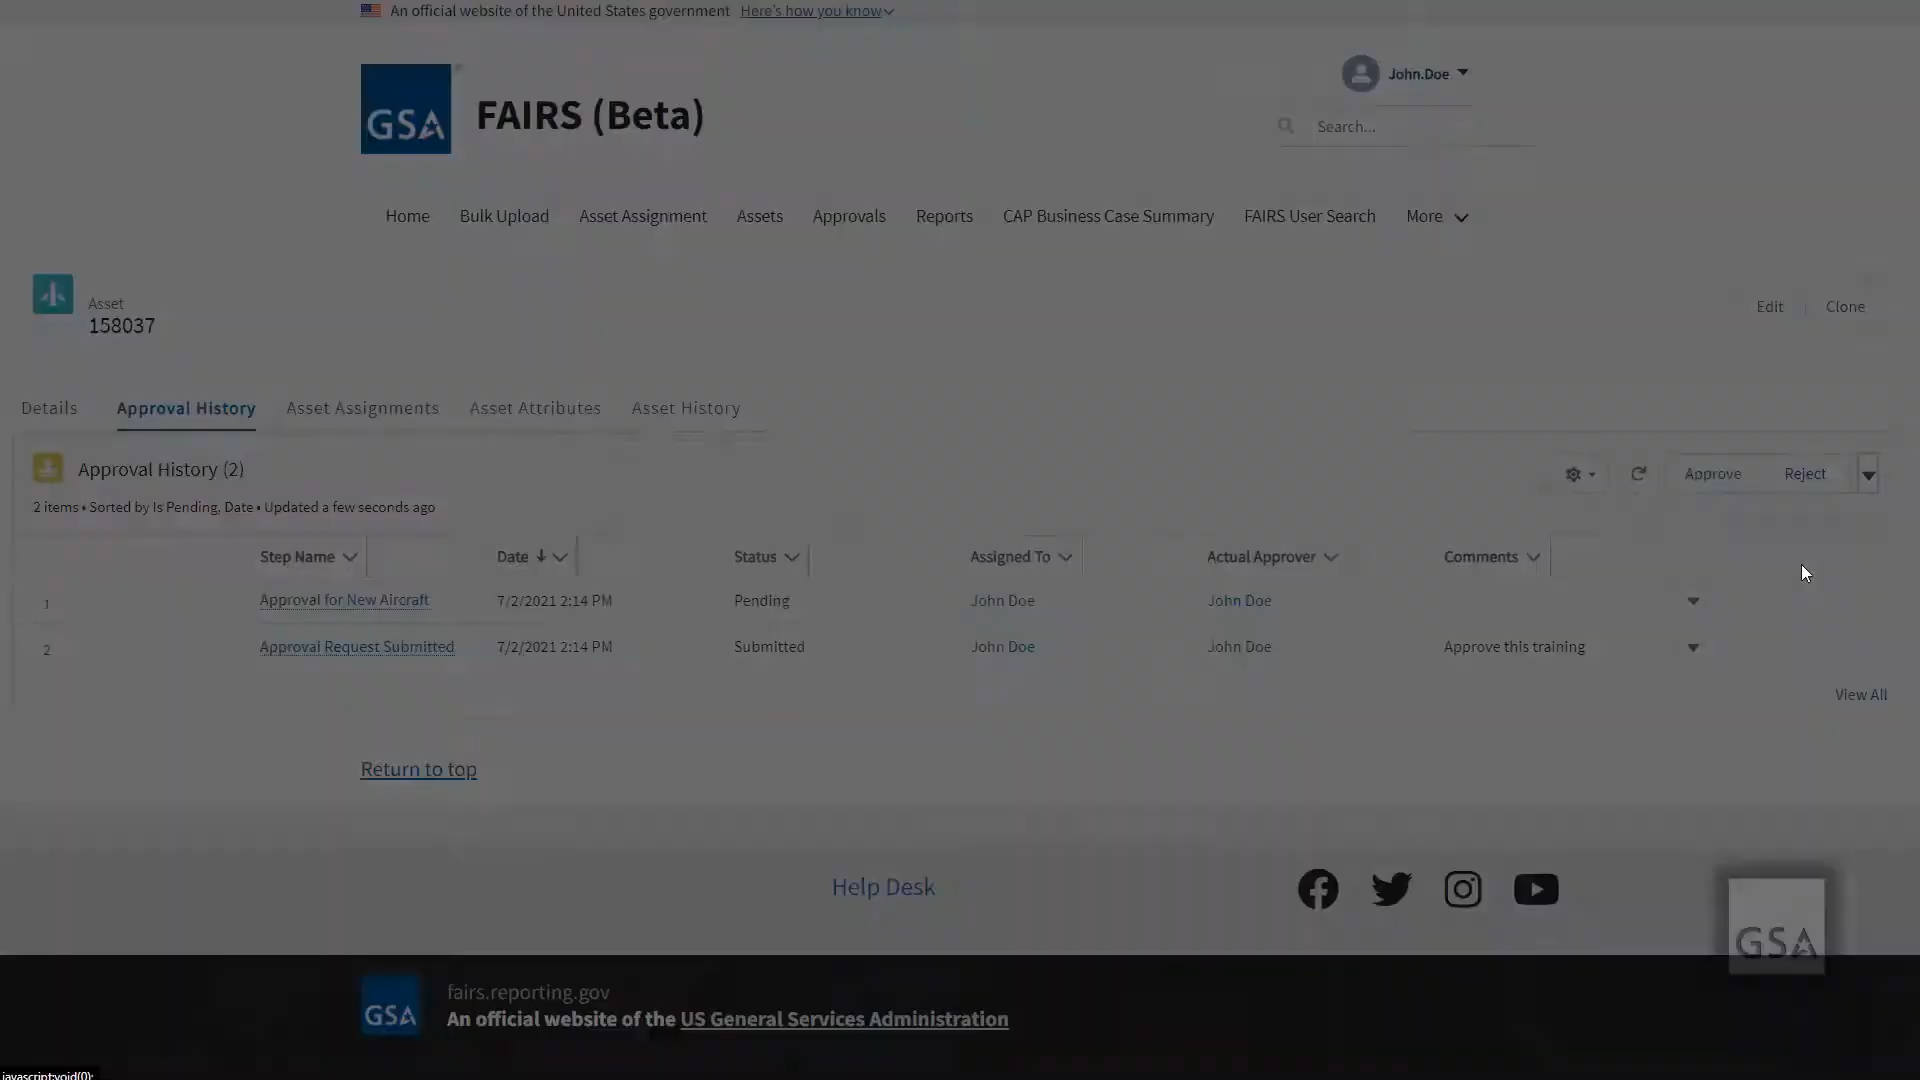 An official website of the United States government Here's how you know
GSA
FAIRS (Beta)
John.Doe
Search...
Home Bulk Upload Asset Assignment Assets Approvals Reports CAP Business Case Summary FAIRS User Search More
Asset
158037
Edit Clone
Details Approval History Asset Assignments Asset Attributes Asset History
Approval History (2)
2 items • Sorted by Is Pending, Date • Updated a few seconds ago
Approve Reject
Step Name Date Status Assigned To Actual Approver Comments
1 Approval for New Aircraft 7/2/2021 2:14 PM Pending John Doe John Doe
2 Approval Request Submitted 7/2/2021 2:14 PM Submitted John Doe John Doe Approve this training
View All
Return to top
Help Desk
GSA
GSA
fairs.reporting.gov
An official website of the US General Services Administration
javascript:void(0);